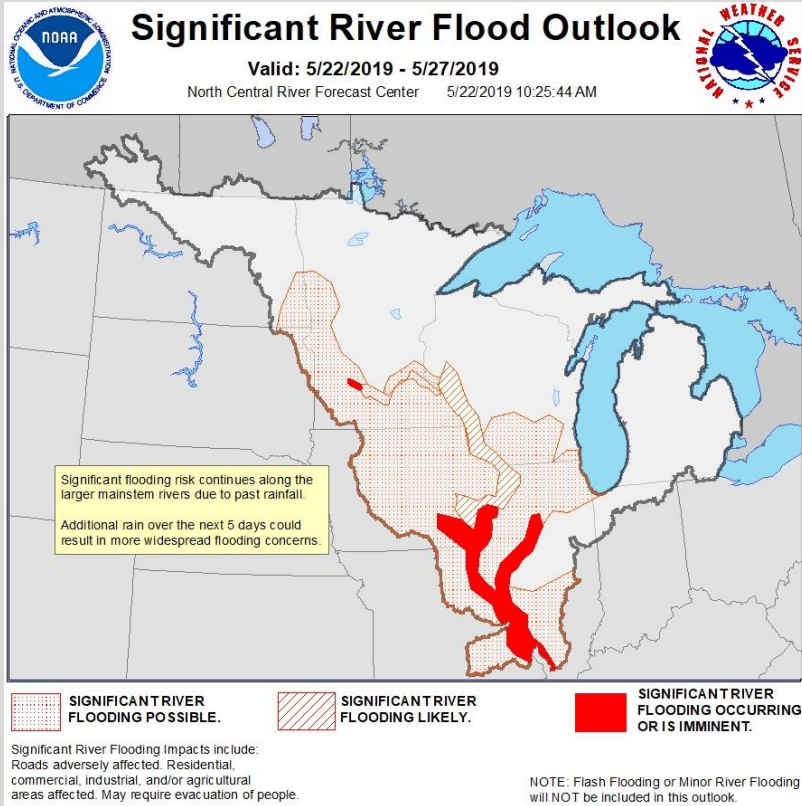 NATIONAL OCEANIC AND ATMOSPHERIC ADMINISTRATION
NOAA
U.S. DEPARTMENT OF COMMERCE
Significant River Flood Outlook
Valid: 5/22/2019 - 5/27/2019
North Central River Forecast Center 5/22/2019 10:25:44 AM
NATIONAL WEATHER SERVICE
Significant flooding risk continues along the
larger mainstem rivers due to past rainfall.
Additional rain over the next 5 days could
result in more widespread flooding concerns.
SIGNIFICANT RIVER
FLOODING POSSIBLE.
SIGNIFICANT RIVER
FLOODING LIKELY.
SIGNIFICANT RIVER
FLOODING OCCURRING
OR IS IMMINENT.
Significant River Flooding Impacts include:
Roads adversely affected. Residential,
commercial, industrial, and/or agricultural
areas affected. May require evacuation of people.
NOTE: Flash Flooding or Minor River Flooding
will NOT be included in this outlook.